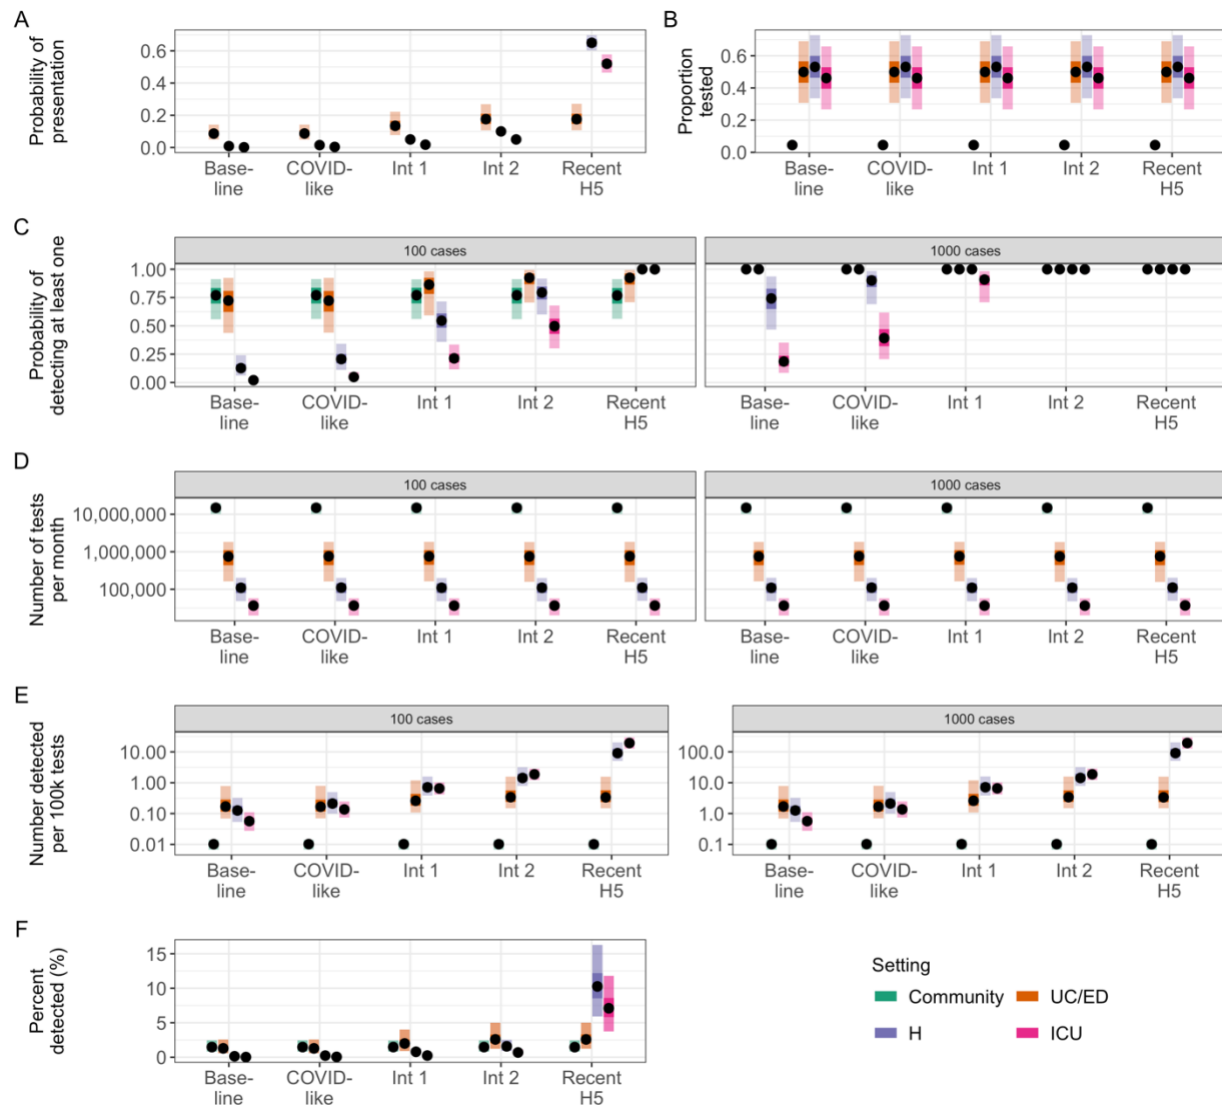 A
Probability of
presentation
0.6
0.4
0.2
0.0
Base-
line
COVID-
like
Int 1
Int 2
Recent
H5
B
Proportion
tested
0.6
0.4
0.2
0.0
Base-
line
COVID-
like
Int 1
Int 2
Recent
H5
C
Probability of
detecting at least one
100 cases
1000 cases
1.00
0.75
0.50
0.25
0.00
Base-
line
COVID-
like
Int 1
Int 2
Recent
H5
Base-
line
COVID-
like
Int 1
Int 2
Recent
H5
D
Number of tests
per month
100 cases
1000 cases
10,000,000
1,000,000
100,000
Base-
line
COVID-
like
Int 1
Int 2
Recent
H5
Base-
line
COVID-
like
Int 1
Int 2
Recent
H5
E
Number detected
per 100k tests
100 cases
10.00
1.00
0.10
0.01
Base-
line
COVID-
like
Int 1
Int 2
Recent
H5
1000 cases
100.0
10.0
1.0
0.1
Base-
line
COVID-
like
Int 1
Int 2
Recent
H5
F
Percent
detected (%)
15
10
5
0
Base-
line
COVID-
like
Int 1
Int 2
Recent
H5
Setting
Community
UC/ED
H
ICU